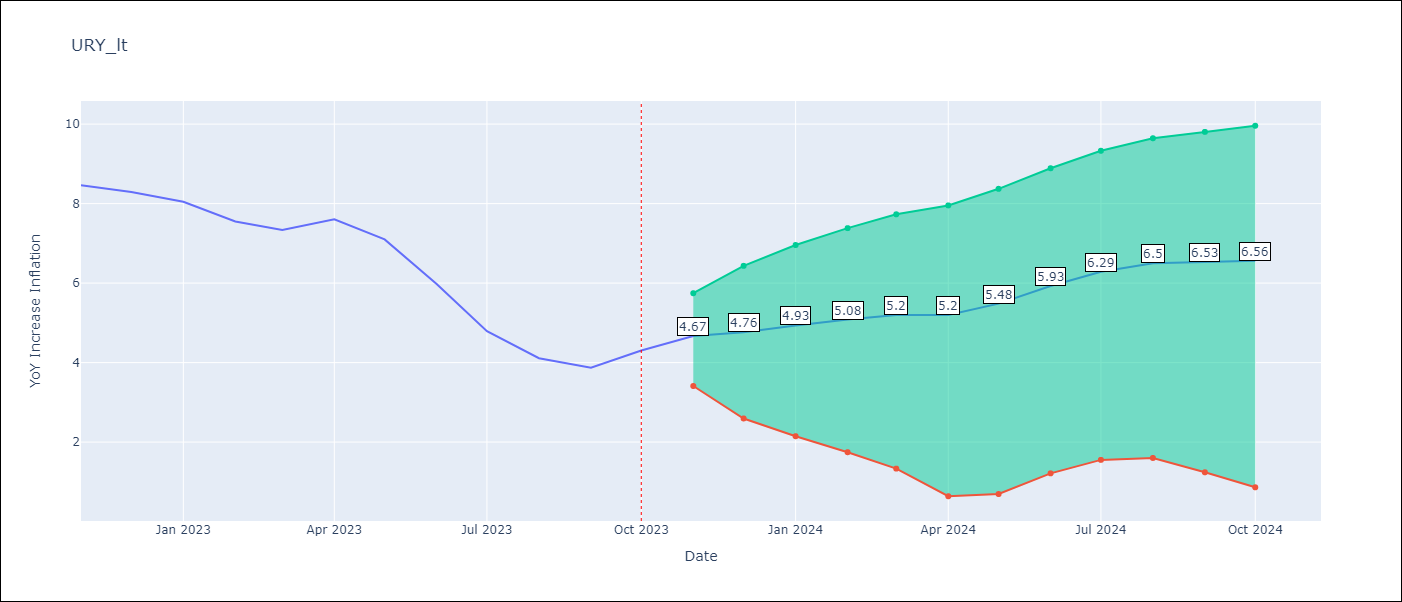 URY_lt
YoY Increase Inflation
10
8
6
4
2
4.67
4.76
4.93
5.08
5.2
5.2
5.48
5.93
6.29
6.5
6.53
6.56
Jan 2023
Apr 2023
Jul 2023
Oct 2023
Jan 2024
Apr 2024
Jul 2024
Oct 2024
Date